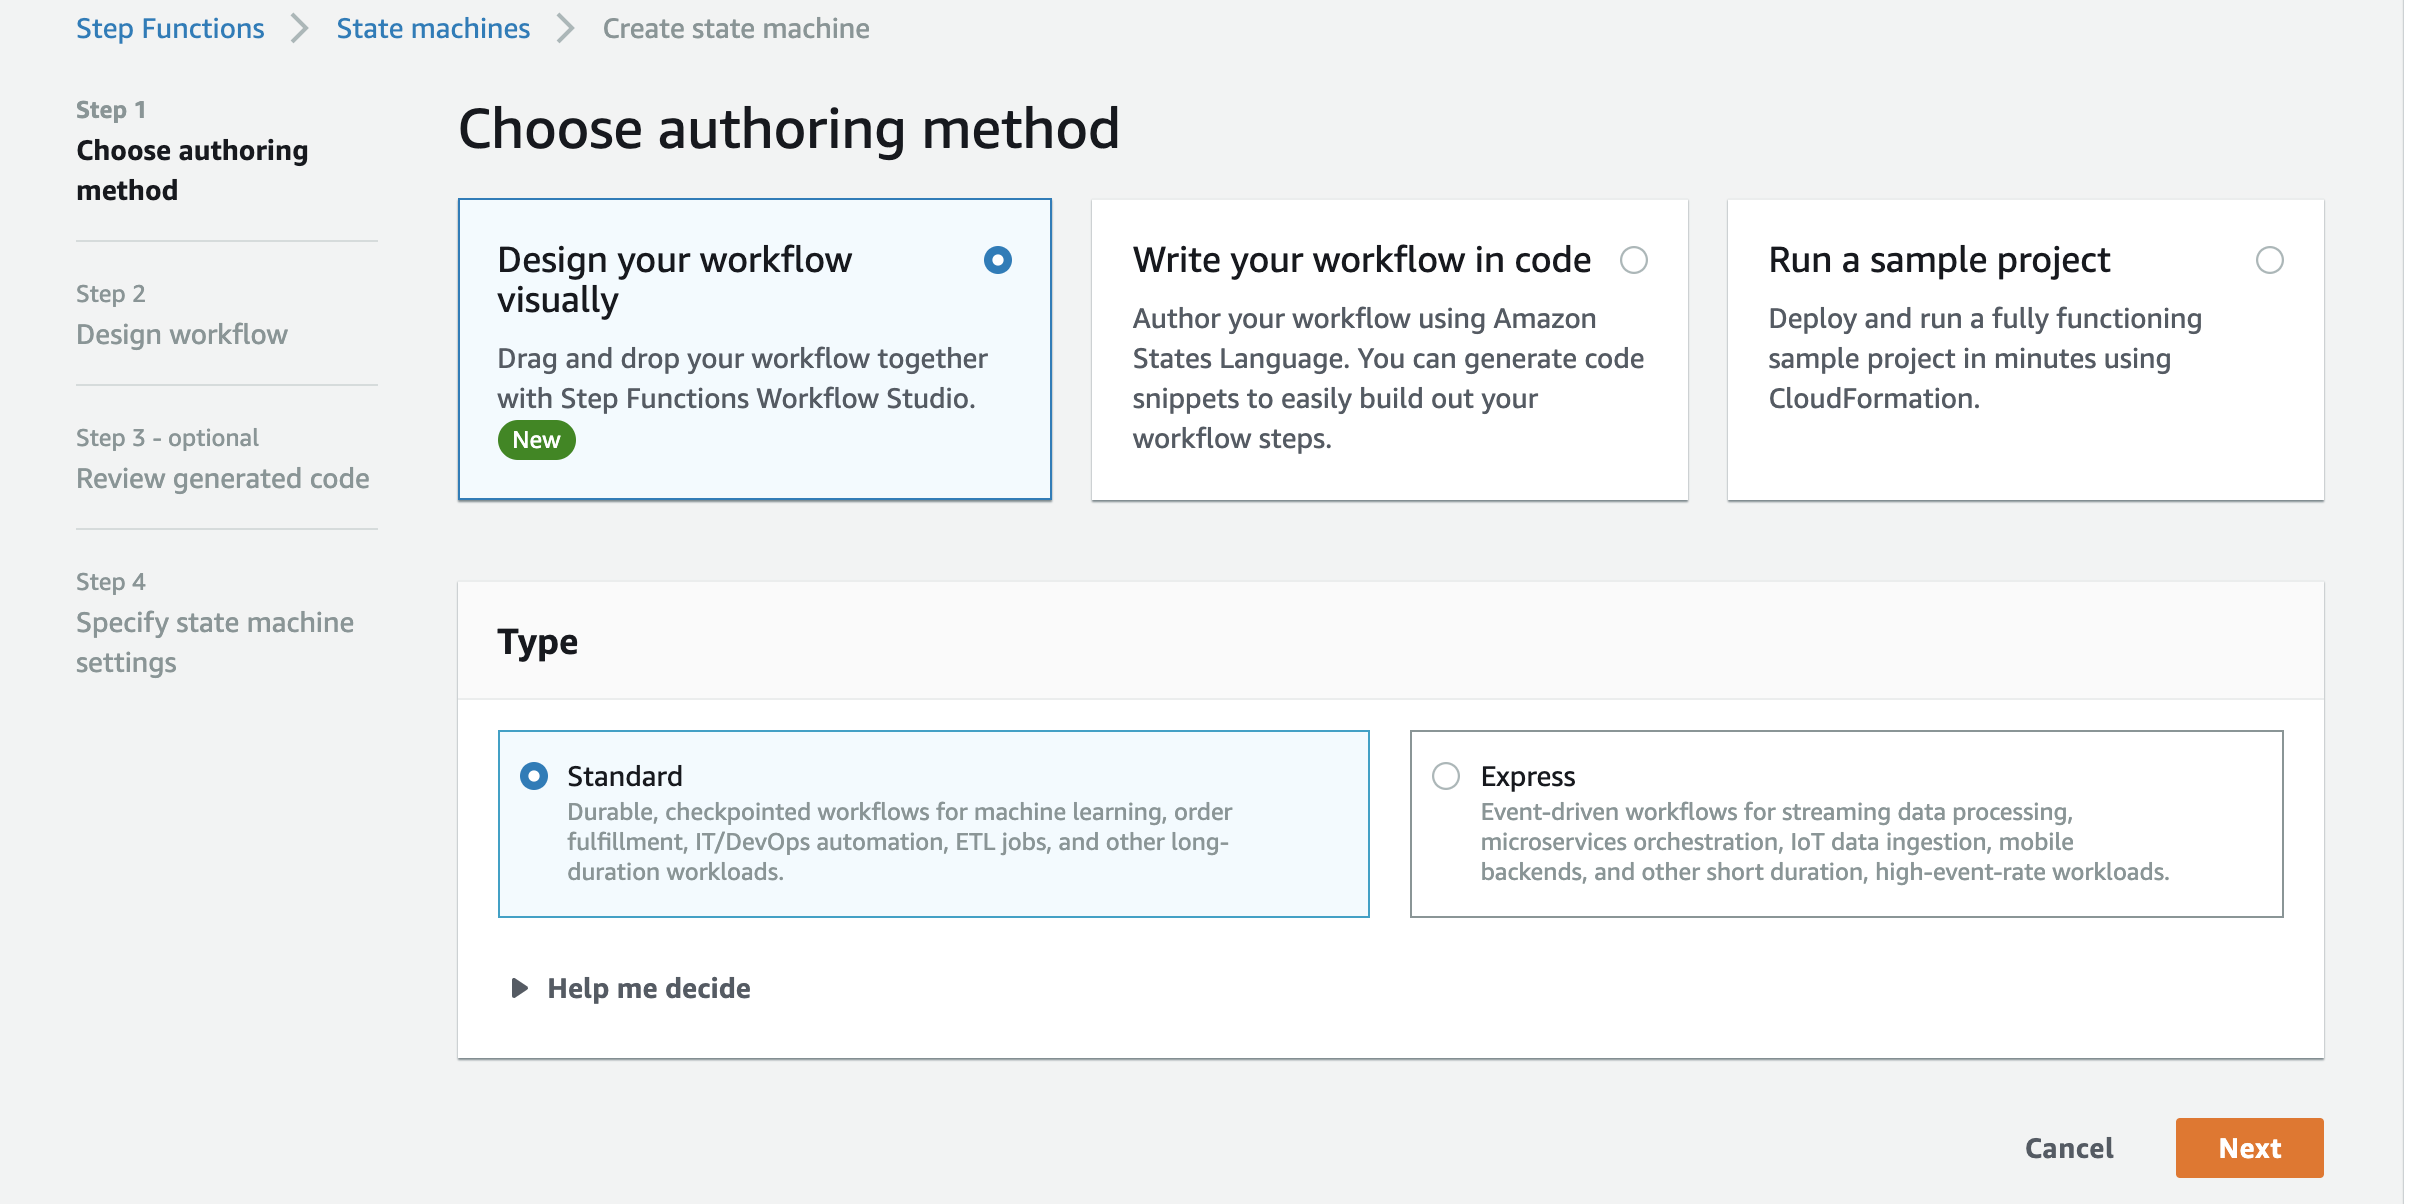 Step Functions State machines Create state machine
Step 1
Choose authoring
method
Step 2
Design workflow
Step 3 - optional
Review generated code
Step 4
Specify state machine
settings
Choose authoring method
Design your workflow
visually
Drag and drop your workflow together
with Step Functions Workflow Studio.
New
Write your workflow in code
Author your workflow using Amazon
States Language. You can generate code
snippets to easily build out your
workflow steps.
Run a sample project
Deploy and run a fully functioning
sample project in minutes using
CloudFormation.
Type
Standard
Durable, checkpointed workflows for machine learning, order
fulfillment, IT/DevOps automation, ETL jobs, and other long-
duration workloads.
Express
Event-driven workflows for streaming data processing,
microservices orchestration, IoT data ingestion, mobile
backends, and other short duration, high-event-rate workloads.
Help me decide
Cancel
Next